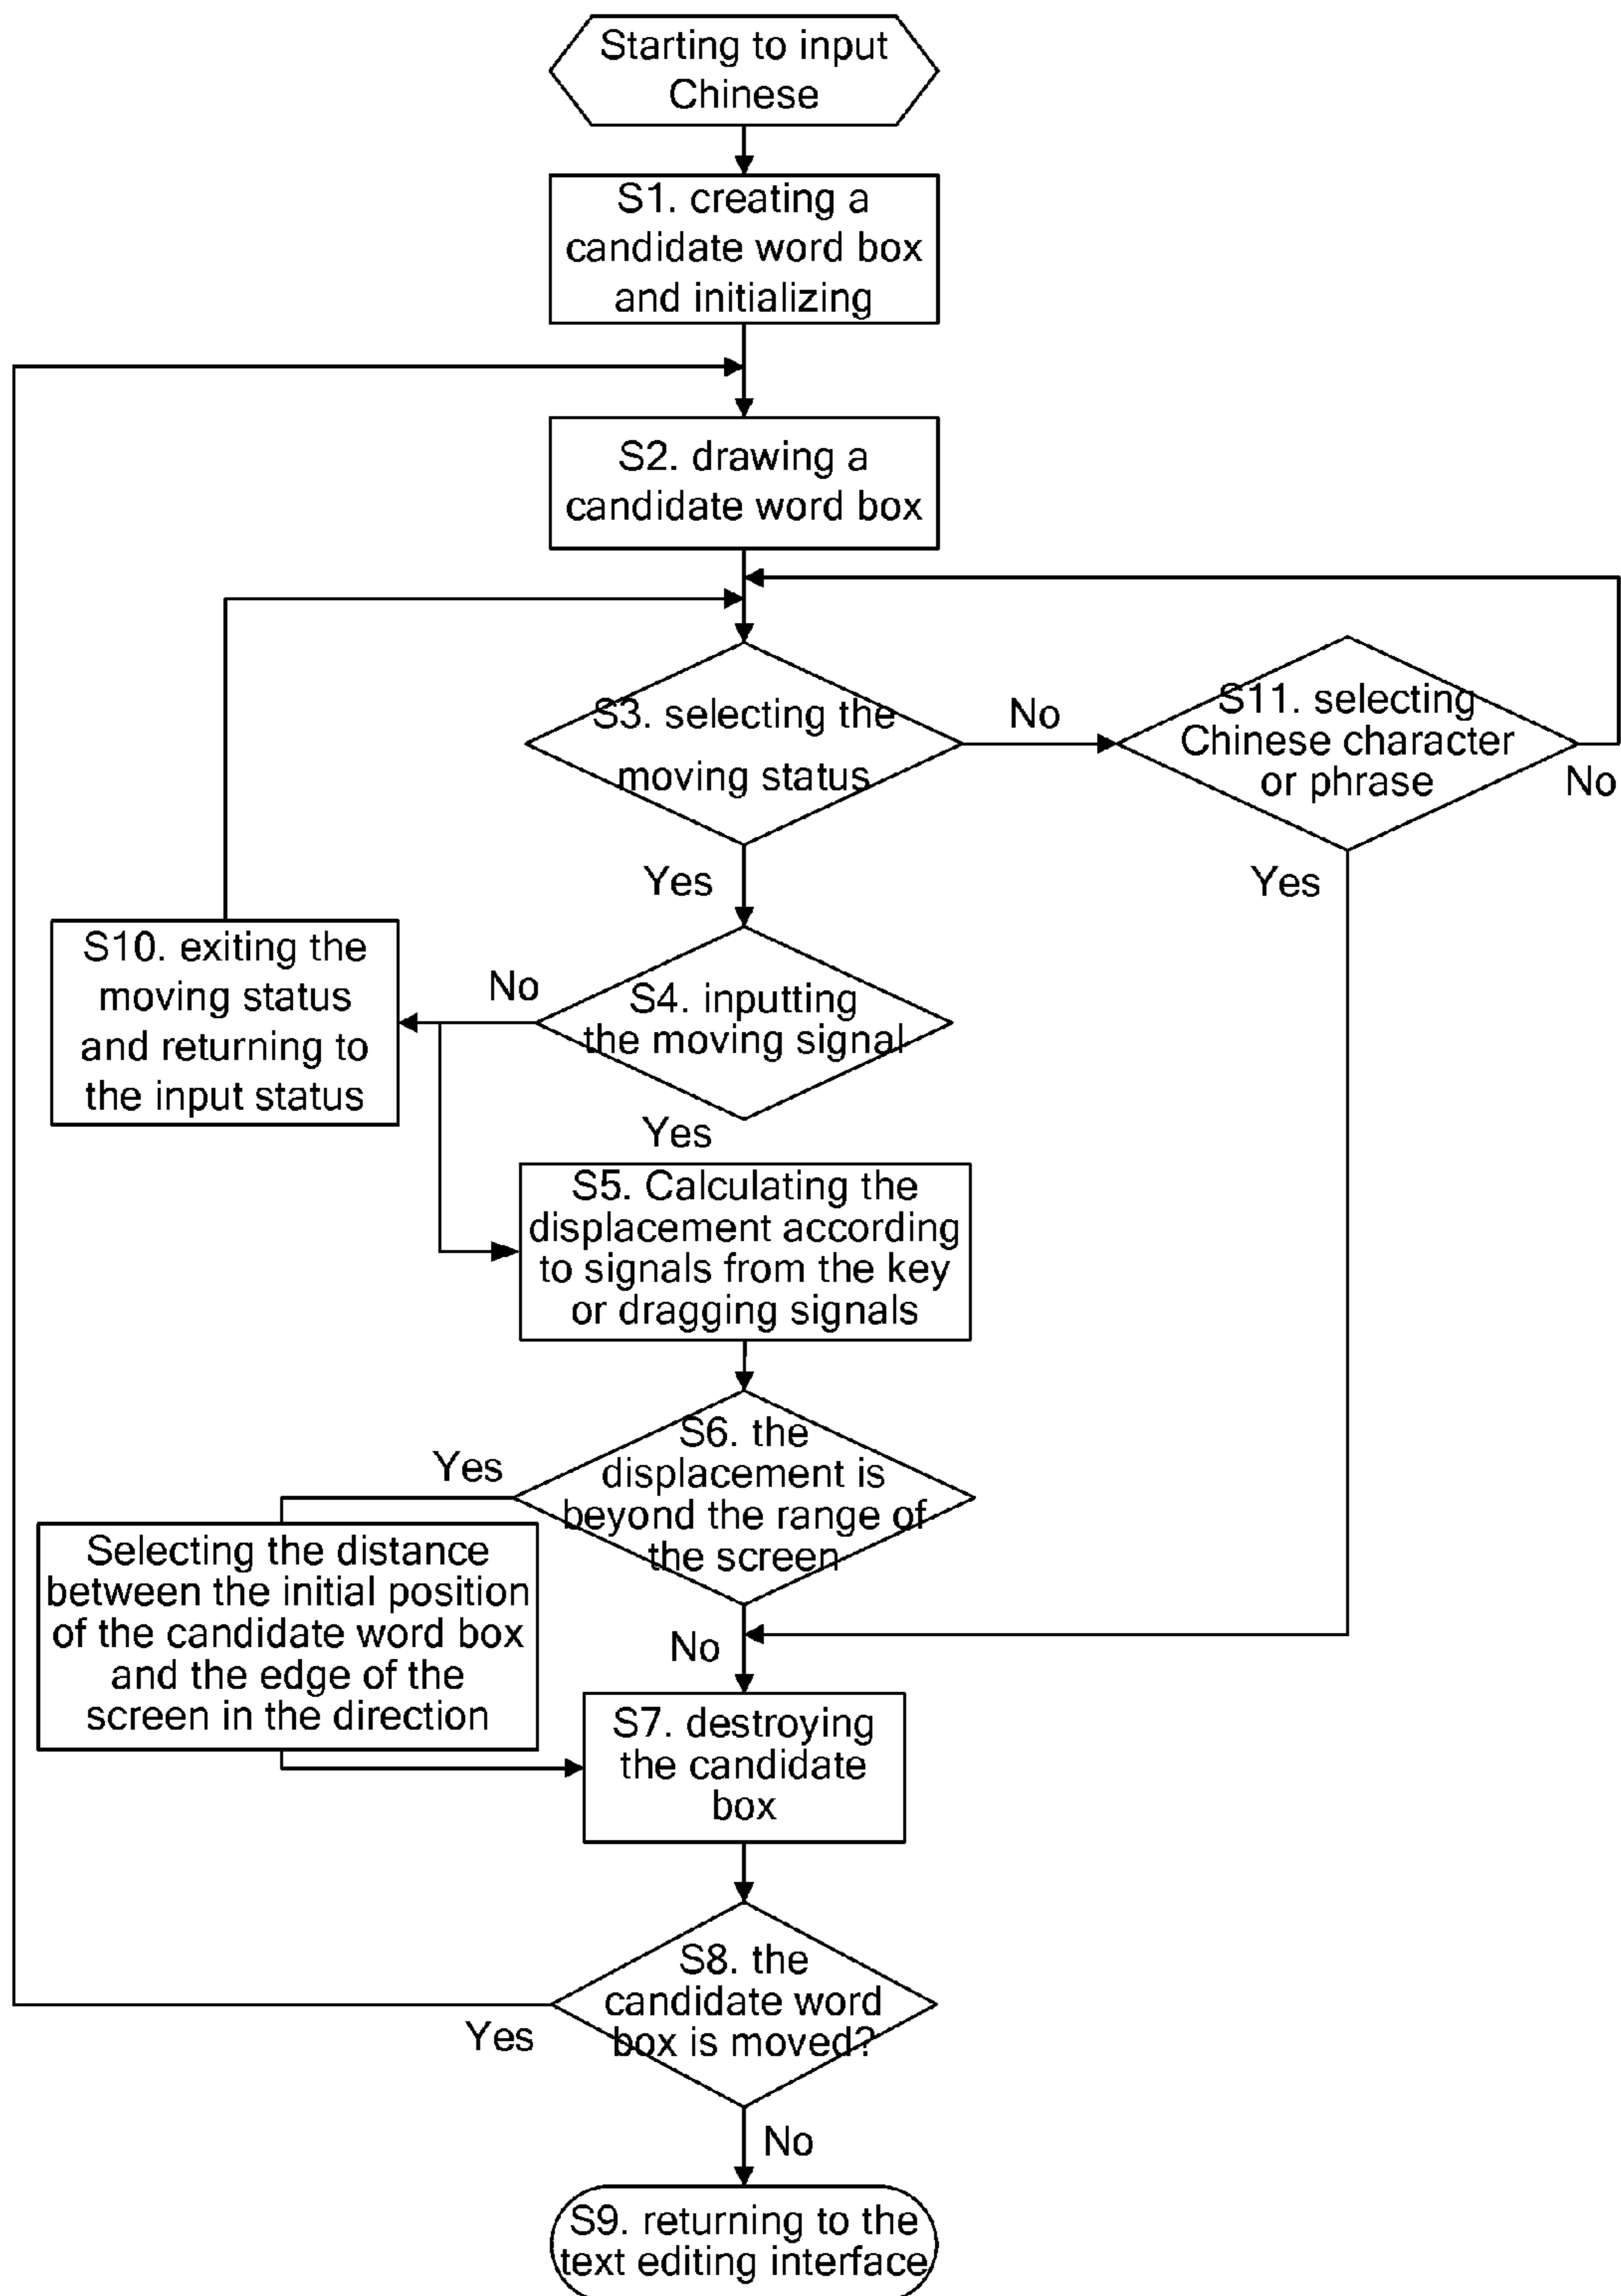 Starting to input
Chinese
S1. creating a
candidate word box
and initializing
S2. drawing a
candidate word box
S3. selecting the
moving status
No
S11. selecting
Chinese character
or phrase
No
Yes
Yes
S10. exiting the
moving status
and returning to
the input status
No
S4. inputting
the moving signal
Yes
S5. Calculating the
displacement according
to signals from the key
or dragging signals
Yes
S6. the
displacement is
beyond the range of
the screen
Selecting the distance
between the initial position
of the candidate word box
and the edge of the
screen in the direction
No
S7. destroying
the candidate
box
S8. the
candidate word
box is moved?
Yes
No
S9. returning to the
text editing interface